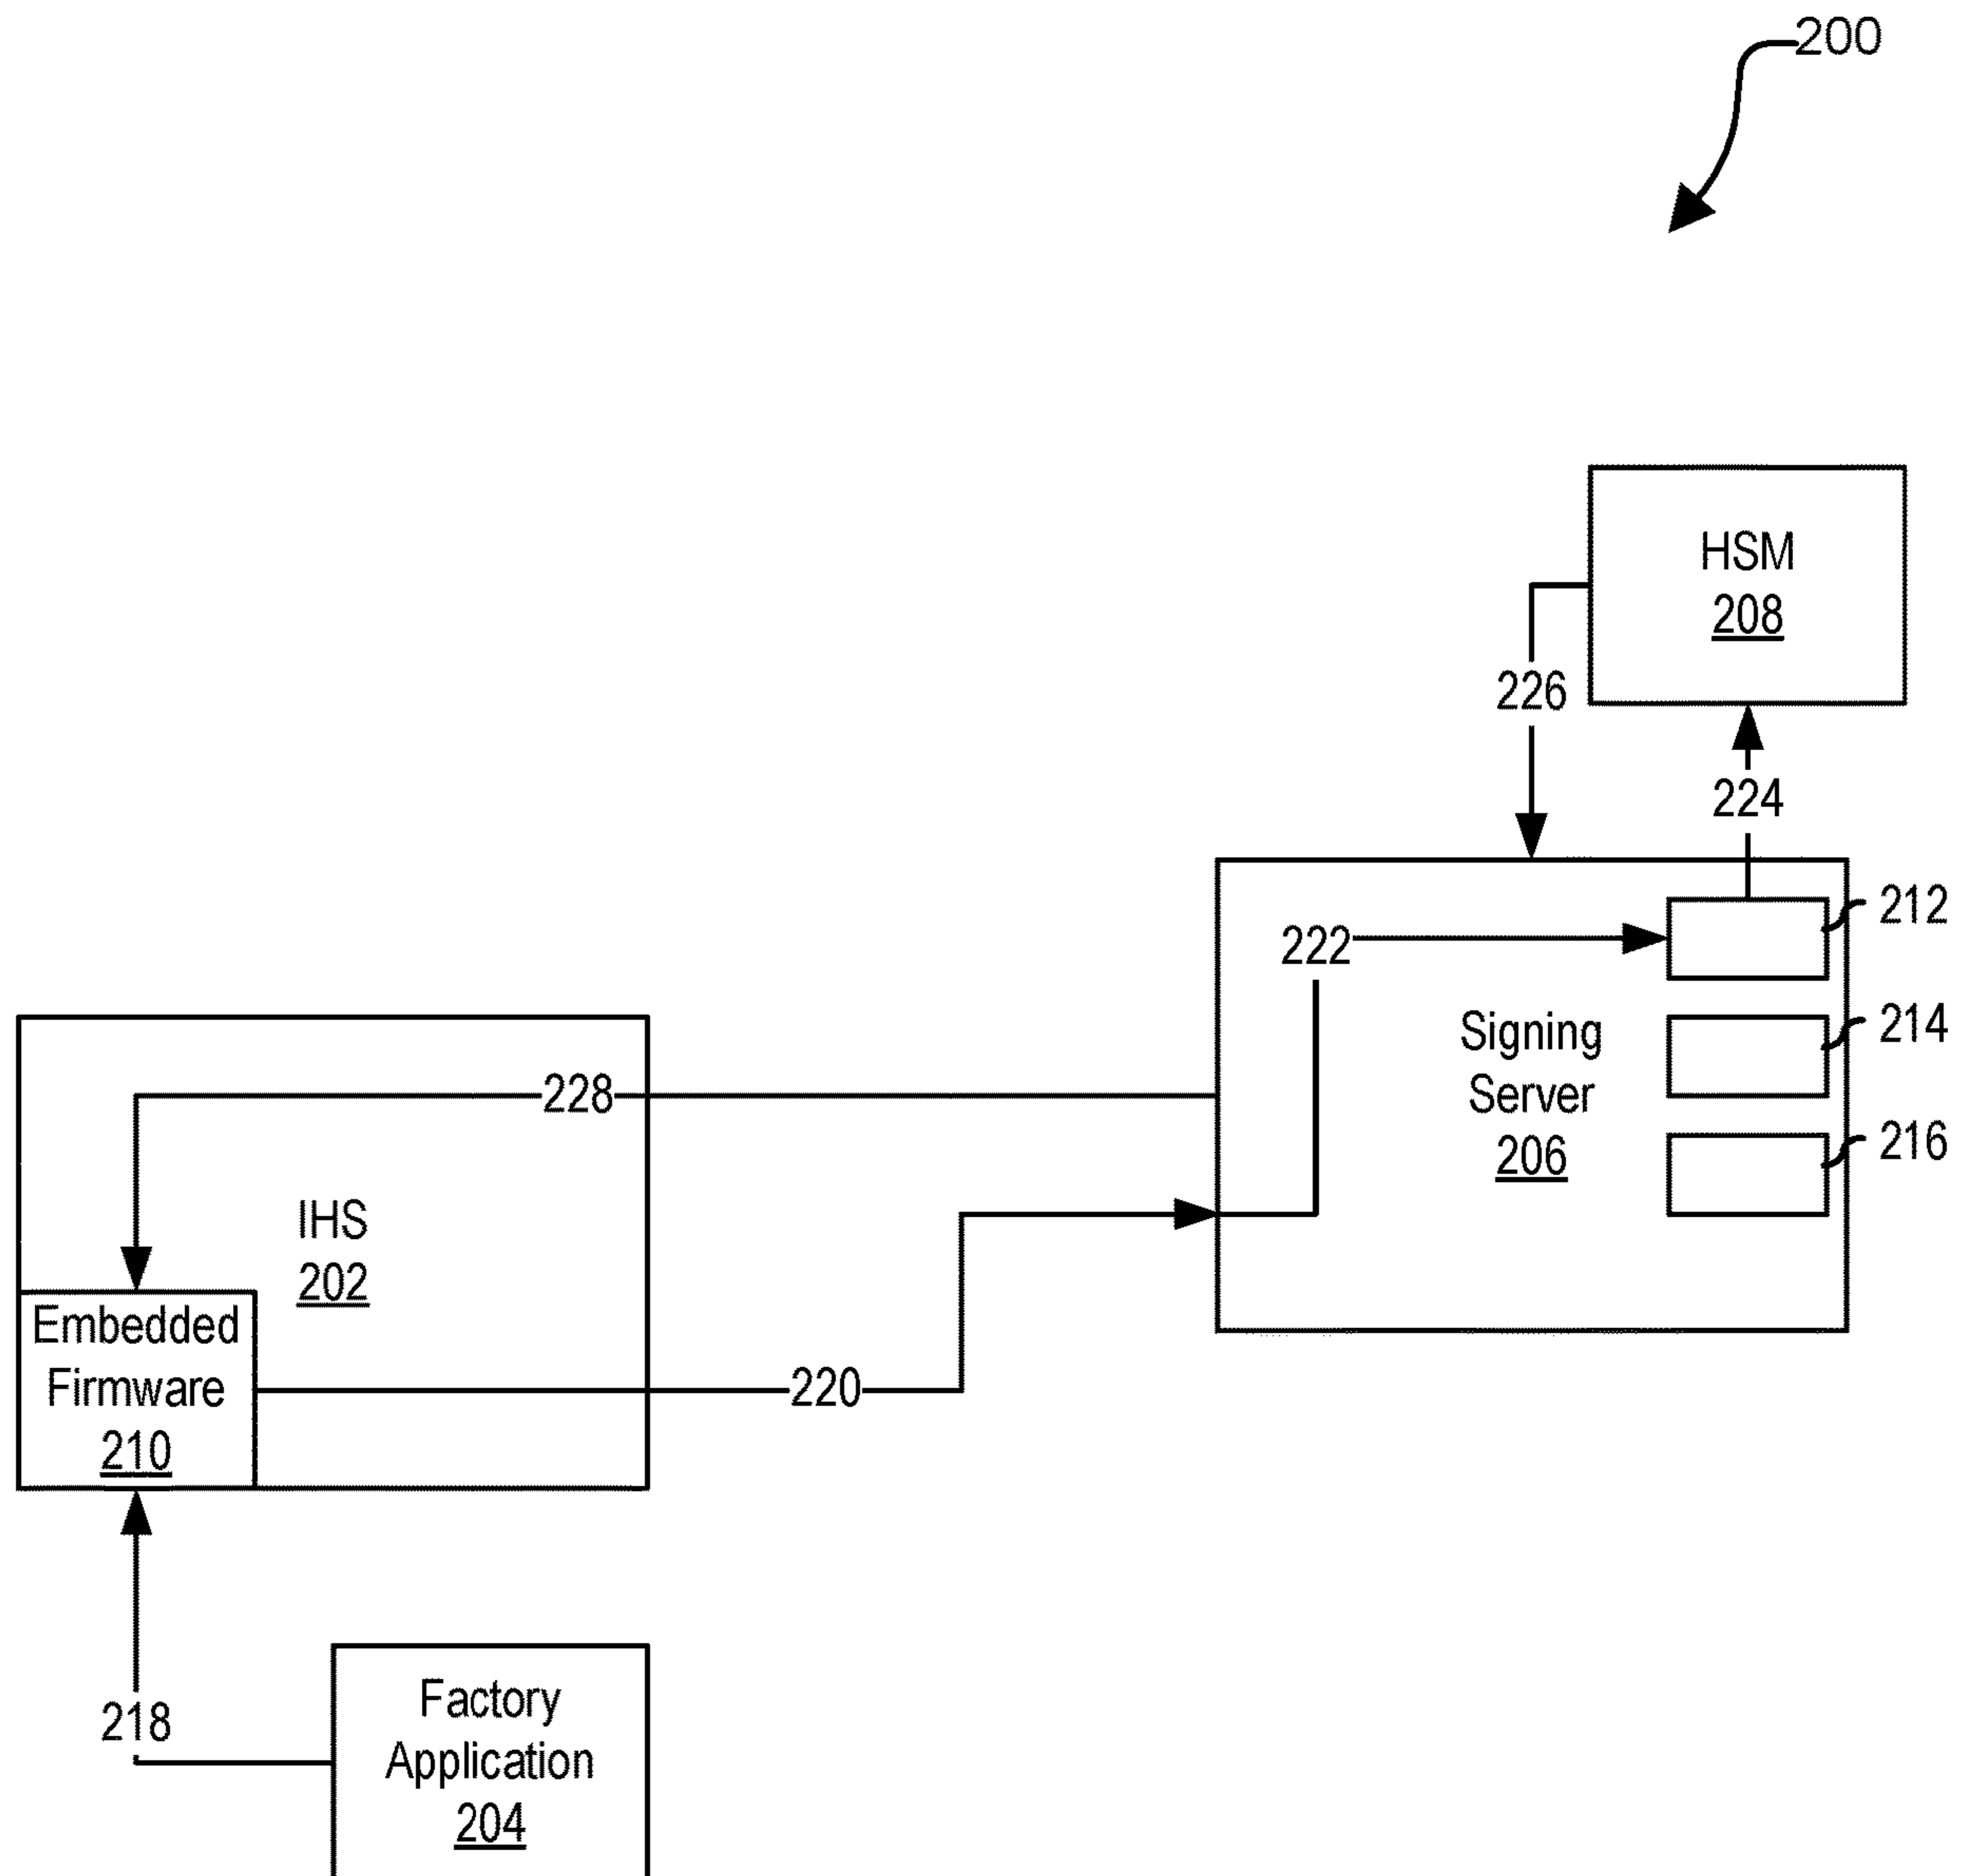 200
HSM
208
226
224
212
222
214
Signing
Server
206
216
228
IHS
202
Embedded
Firmware
210
220
218
Factory
Application
204